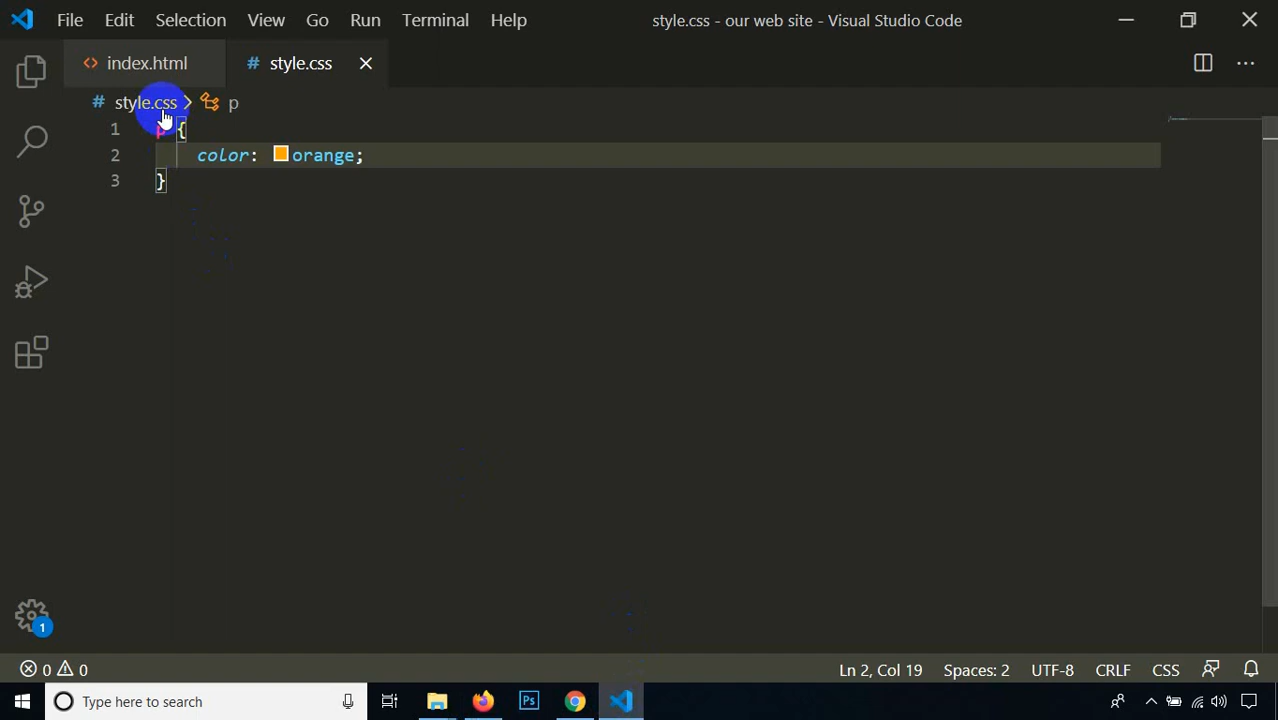 File Edit Selection View Go Run Terminal Help style.css - our web site - Visual Studio Code
<> index.html # style.css
# style.css > p
1 p {
2 color: orange;
3 }
1
0 0 Ln 2, Col 19 Spaces: 2 UTF-8 CRLF CSS
Type here to search Ps